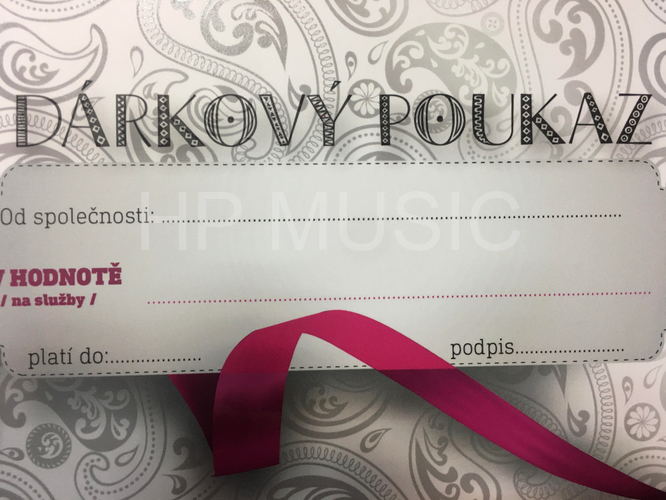 DÁRKOVÝ POUKAZ
HP MUSIC
Od společnosti: ........................................................................
V HODNOTĚ
/ na služby / ........................................................................
platí do:.................... podpis........................